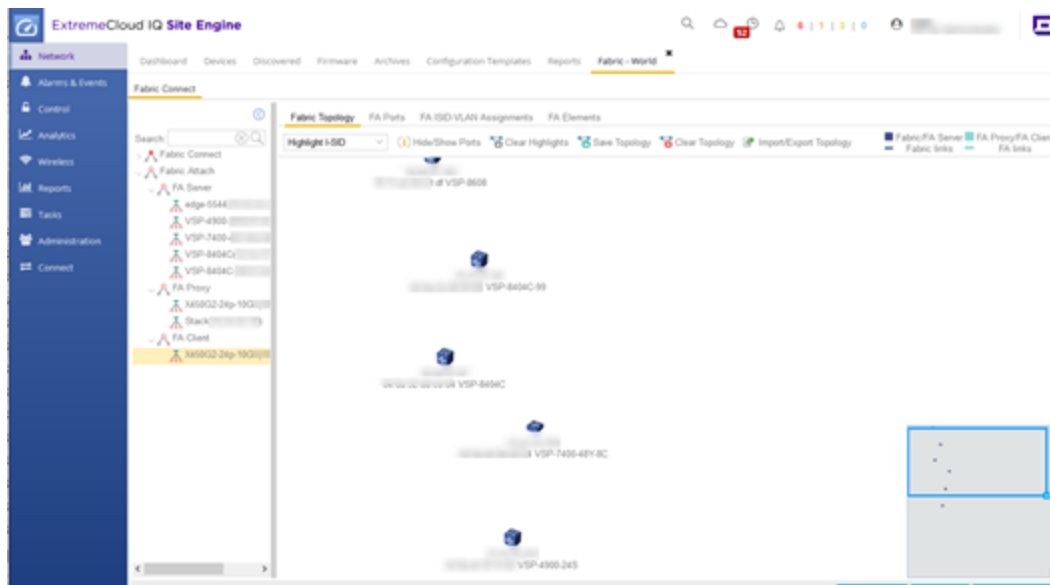 ExtremeCloud IQ Site Engine
52
6 | 1 | 3 | 0
Network
Alarms & Events
Control
Analytics
Wireless
Reports
Tasks
Administration
Connect
Dashboard Devices Discovered Firmware Archives Configuration Templates Reports Fabric - World
Fabric Connect
Search:
Fabric Connect
Fabric Attach
FA Server
edge-5544
VSP-4900-
VSP-7400-
VSP-8404C
VSP-8404C-
FA Proxy
X450G2-24p-10G
Stack
FA Client
X450G2-24p-10G
Fabric Topology FA Ports FA ISID-VLAN Assignments FA Elements
Highlight I-SID Hide/Show Ports Clear Highlights Save Topology Clear Topology Import/Export Topology
Fabric/FA Server FA Proxy/FA Clien
Fabric links FA links
VSP-8608
VSP-8404C-99
VSP-8404C
VSP-7400-48Y-8C
VSP-4900-24S